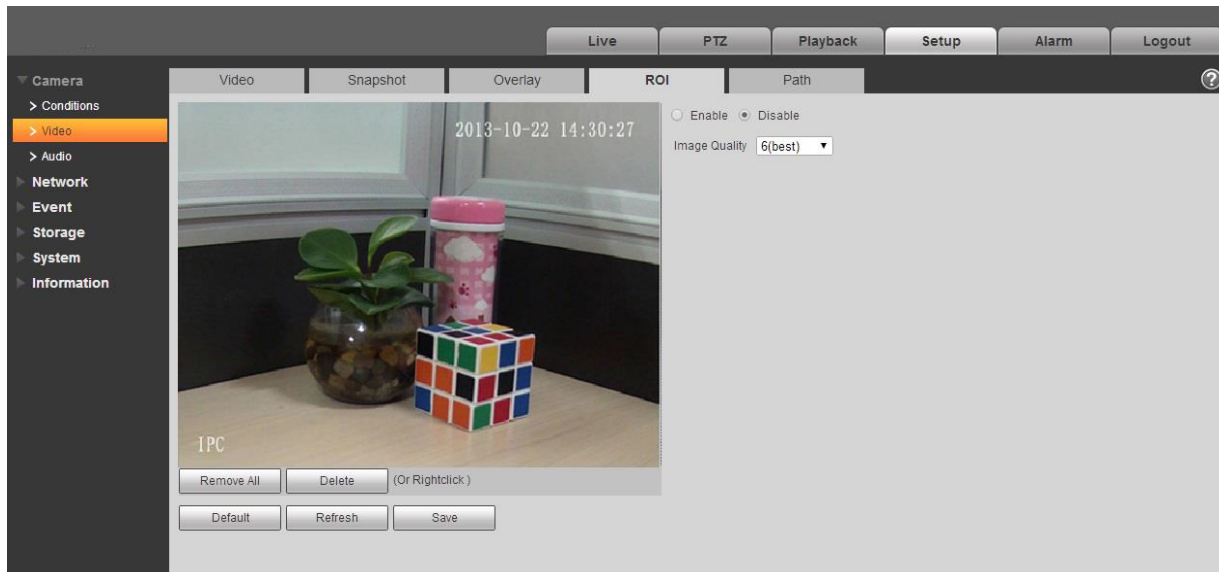 Live PTZ Playback Setup Alarm Logout
Camera
> Conditions
> Video
> Audio
Network
Event
Storage
System
Information
Video Snapshot Overlay ROI Path ?
2013-10-22 14:30:27
IPC
Enable Disable
Image Quality 6(best)
Remove All Delete (Or Rightclick )
Default Refresh Save